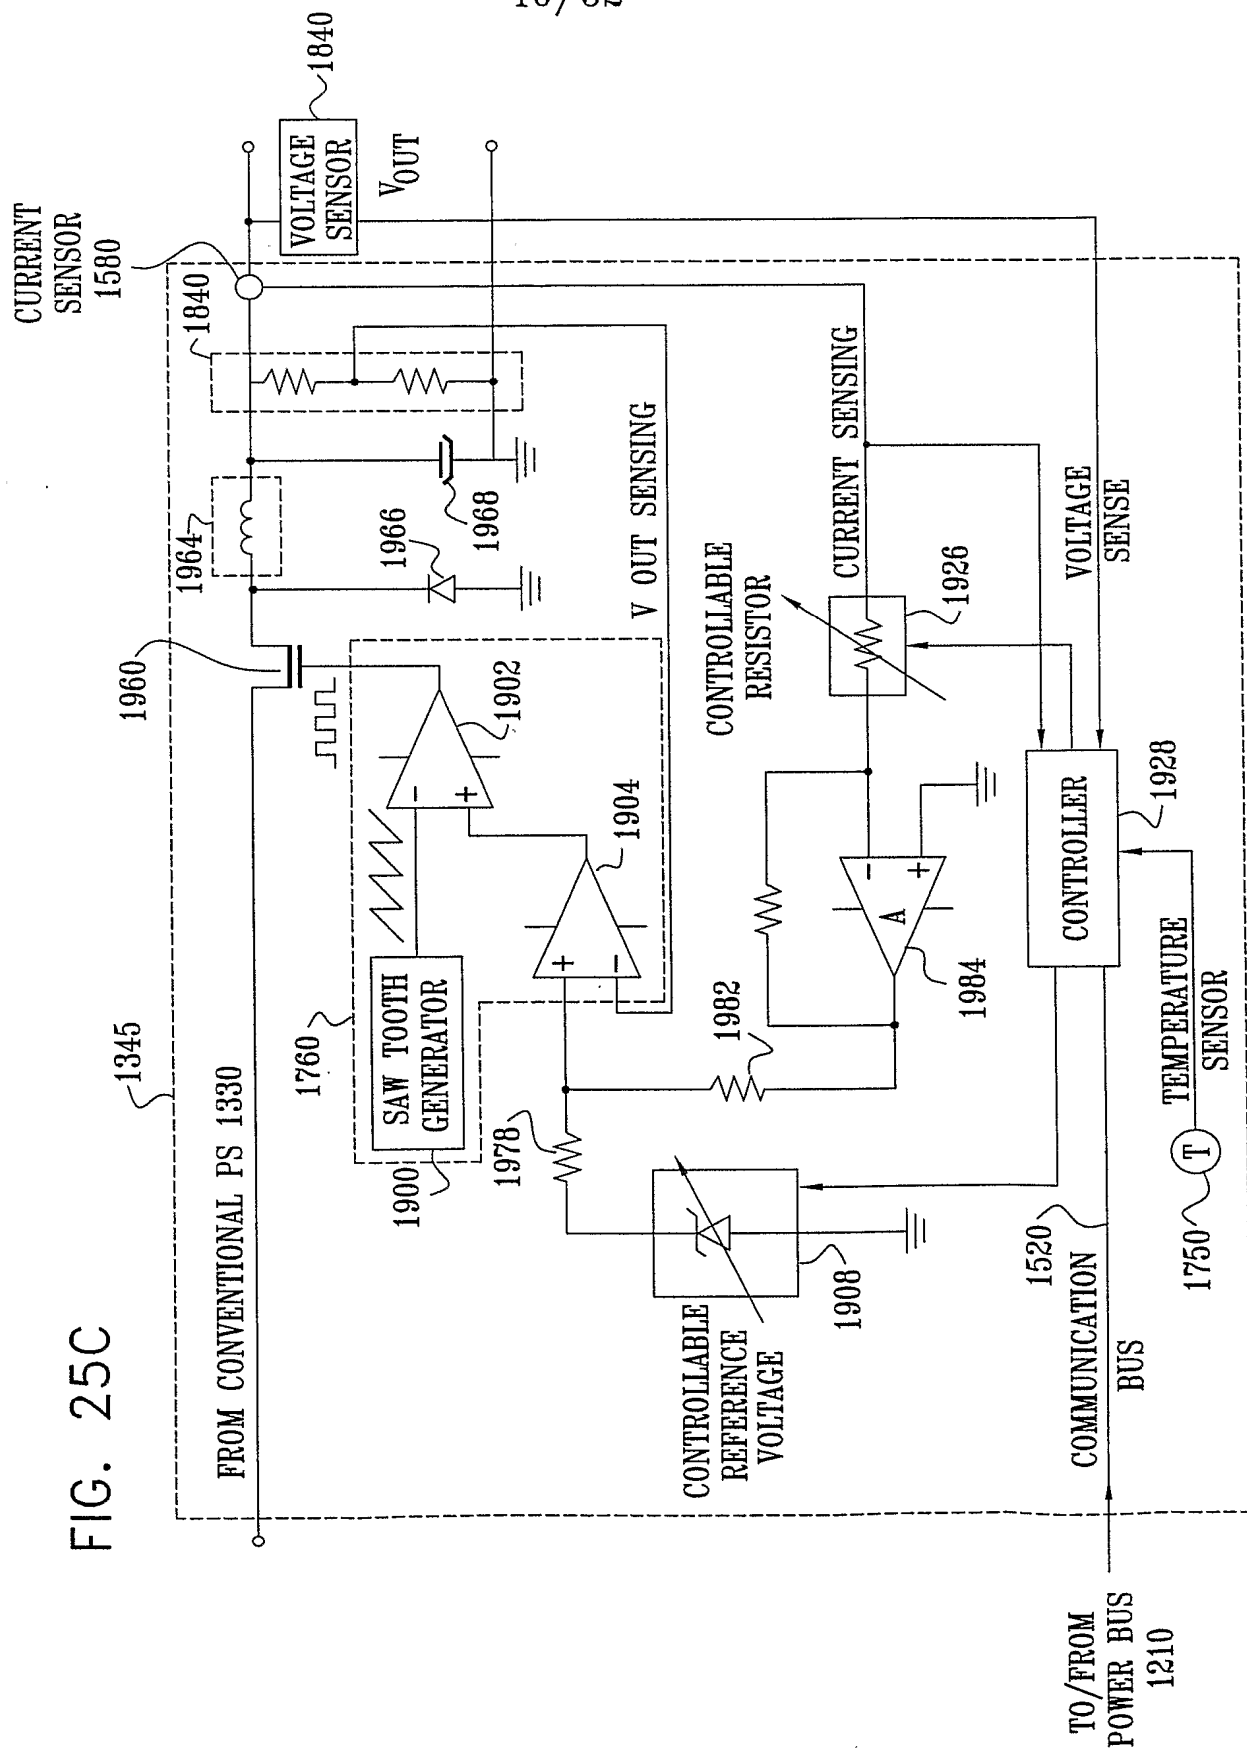 FIG. 25C
CURRENT
SENSOR
1580
1840
1840
VOLTAGE
SENSOR
VOUT
1345
FROM CONVENTIONAL PS 1330
1960
1964
1966
1968
1760
SAW TOOTH
GENERATOR
1900
-
+
1902
+
-
1904
V OUT SENSING
1978
1982
CONTROLLABLE
REFERENCE
VOLTAGE
1908
A
-
+
1984
CONTROLLABLE
RESISTOR
1926
CURRENT SENSING
VOLTAGE
SENSE
CONTROLLER
1928
1520
COMMUNICATION
BUS
TEMPERATURE
SENSOR
T
1750
TO/FROM
POWER BUS
1210